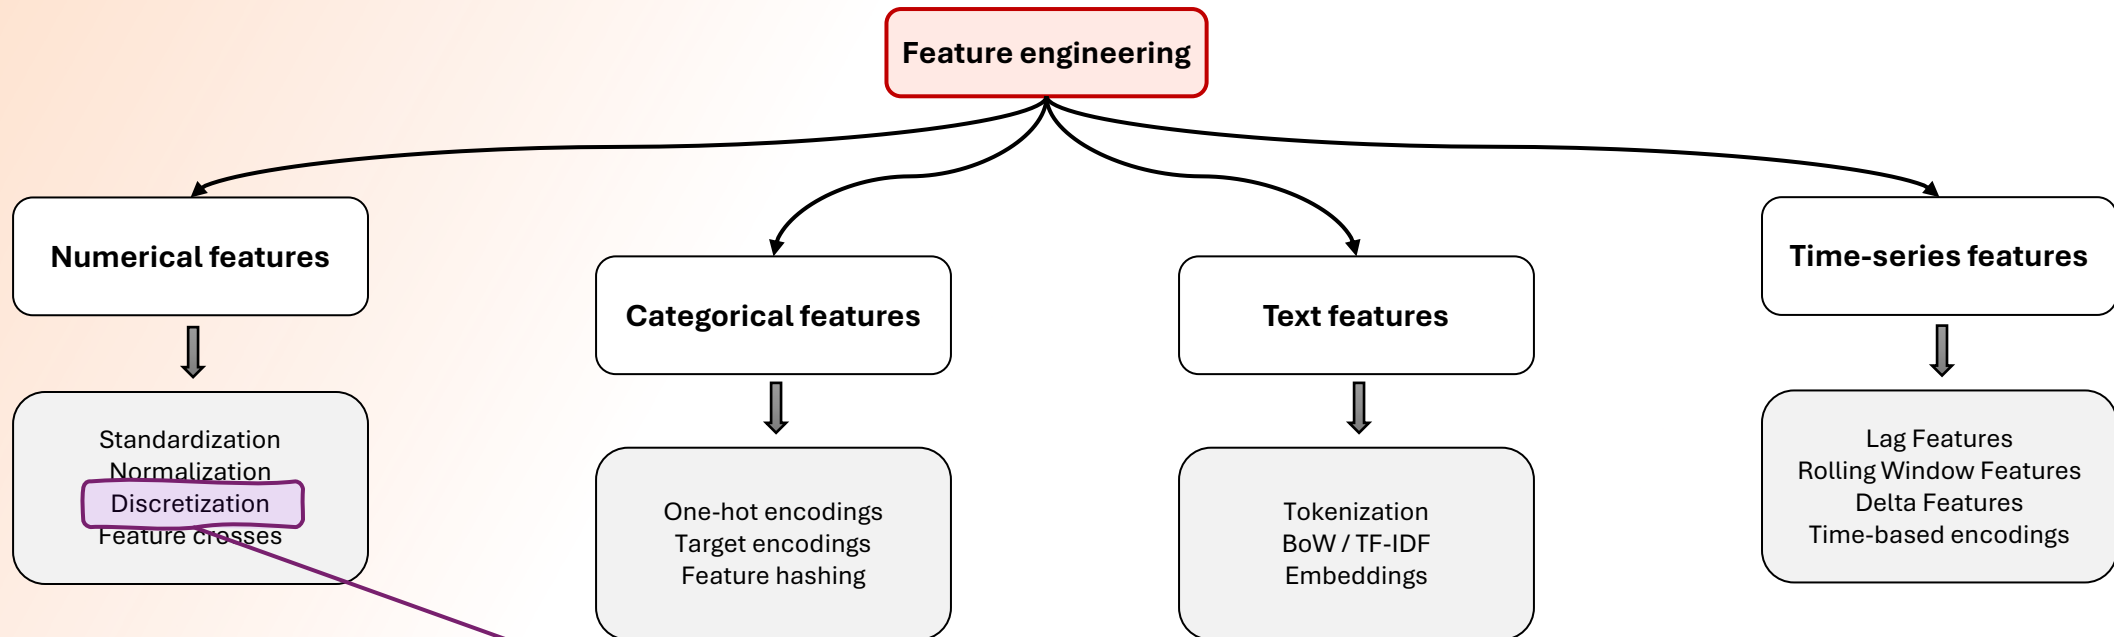 Feature engineering
Numerical features
Standardization
Normalization
Discretization
Feature crosses
Categorical features
One-hot encodings
Target encodings
Feature hashing
Text features
Tokenization
BoW / TF-IDF
Embeddings
Time-series features
Lag Features
Rolling Window Features
Delta Features
Time-based encodings